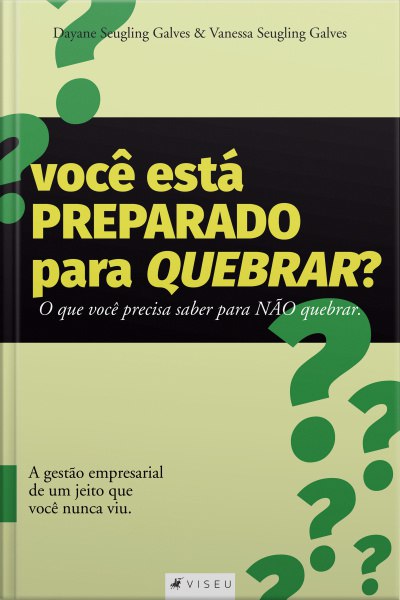 Dayane Seugling Galves & Vanessa Seugling Galves
você está
PREPARADO
para QUEBRAR?
O que você precisa saber para NÃO quebrar.
A gestão empresarial
de um jeito que
você nunca viu.
VISEU